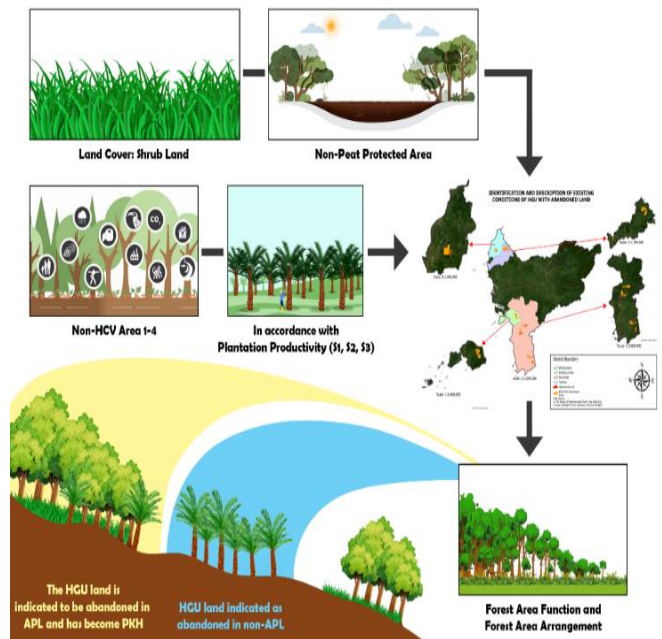 Land Cover: Shrub Land
Non-Peat Protected Area
IDENTIFICATION AND DESCRIPTION OF EXISTING
CONDITIONS OF HGU WITH ABANDONED LAND
CO₂
Non-HCV Area 1-4
In accordance with
Plantation Productivity (S1, S2, S3)
District Boundary
The HGU land is
indicated to be abandoned in
APL and has become PKH
HGU land indicated as
abandoned in non-APL
Forest Area Function and
Forest Area Arrangement